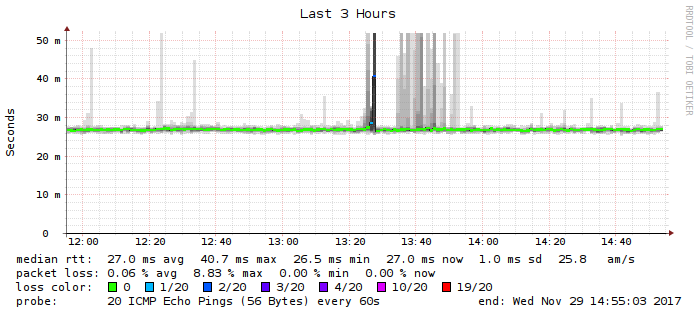 Last 3 Hours
RRDTOOL / TOBI OETIKER
Seconds
50 m
40 m
30 m
20 m
10 m
0
12:00 12:20 12:40 13:00 13:20 13:40 14:00 14:20 14:40
median rtt: 27.0 ms avg 40.7 ms max 26.5 ms min 27.0 ms now 1.0 ms sd 25.8 am/s
packet loss: 0.06 % avg 8.83 % max 0.00 % min 0.00 % now
loss color: 0 1/20 2/20 3/20 4/20 10/20 19/20
probe: 20 ICMP Echo Pings (56 Bytes) every 60s end: Wed Nov 29 14:55:03 2017